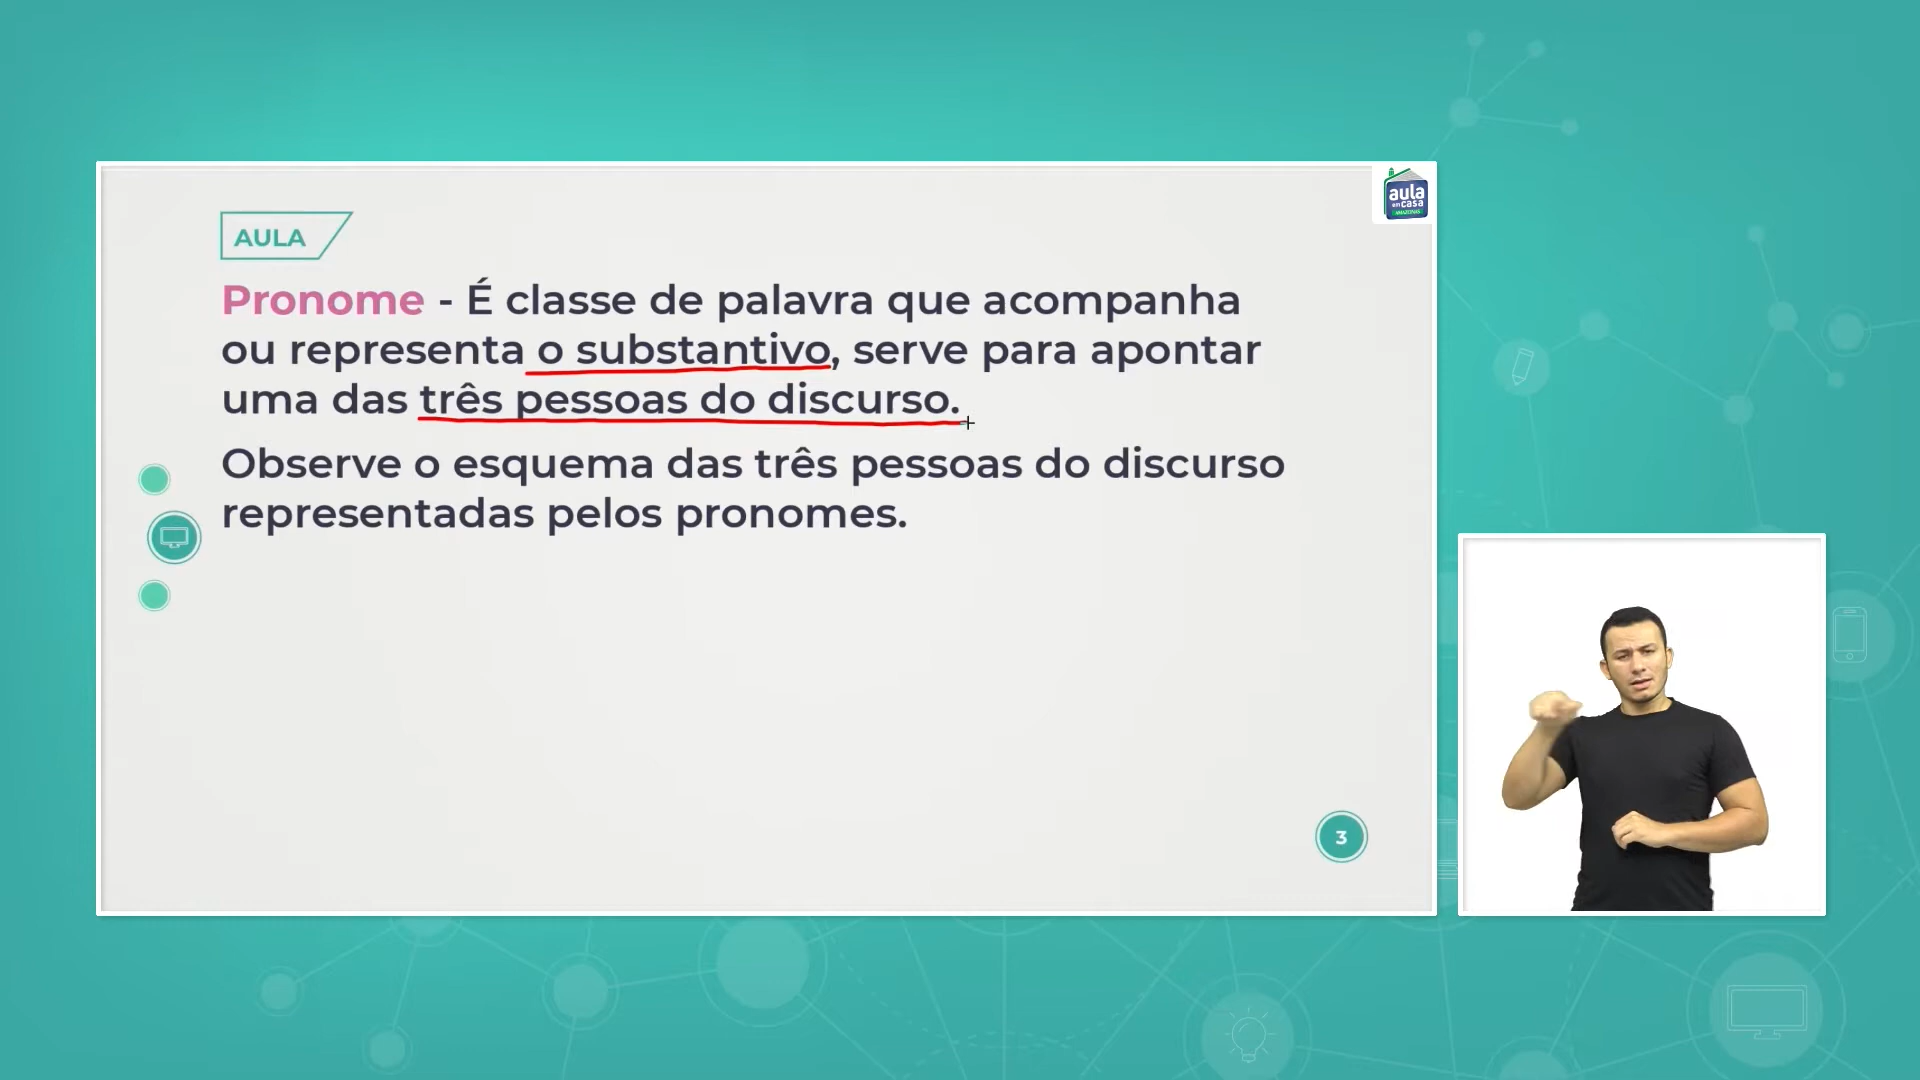 aula
em casa
AMAZONAS
AULA
Pronome - É classe de palavra que acompanha
ou representa o substantivo, serve para apontar
uma das três pessoas do discurso.
Observe o esquema das três pessoas do discurso
representadas pelos pronomes.
3